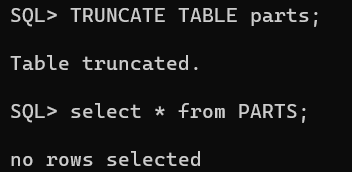 SQL> TRUNCATE TABLE parts;
Table truncated.
SQL> select * from PARTS;
no rows selected